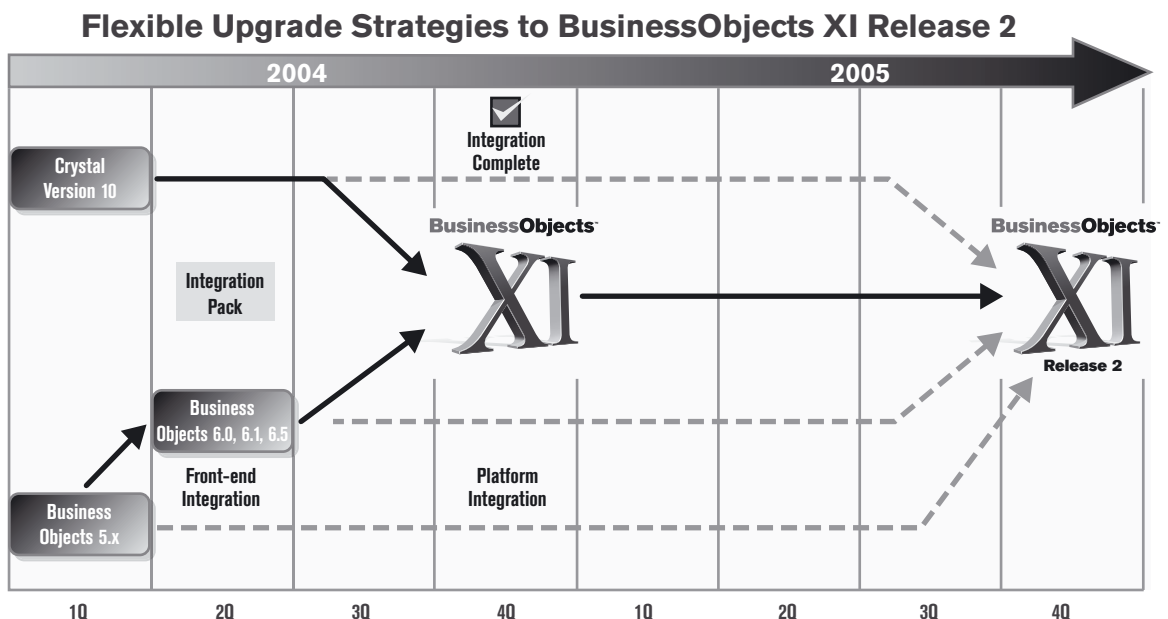 Flexible Upgrade Strategies to BusinessObjects XI Release 2
2004
2005
Integration
Complete
Crystal
Version 10
BusinessObjects™
XI
BusinessObjects™
XI
Release 2
Integration
Pack
Business
Objects 6.0, 6.1, 6.5
Front-end
Integration
Platform
Integration
Business
Objects 5.x
1Q
2Q
3Q
4Q
1Q
2Q
3Q
4Q